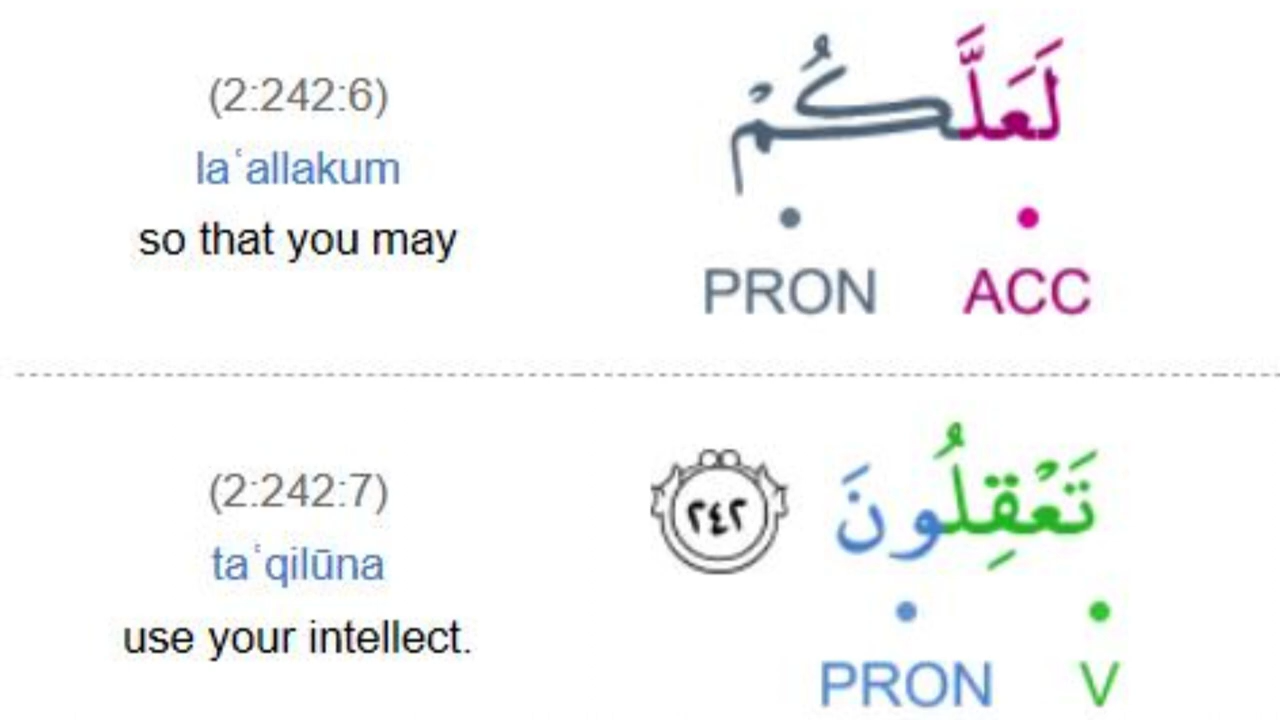 (2:242:6)
laʿallakum
so that you may
لَعَلَّكُمْ
PRON ACC
(2:242:7)
taʿqilūna
use your intellect.
تَعْقِلُونَ ٢٤٢
PRON V